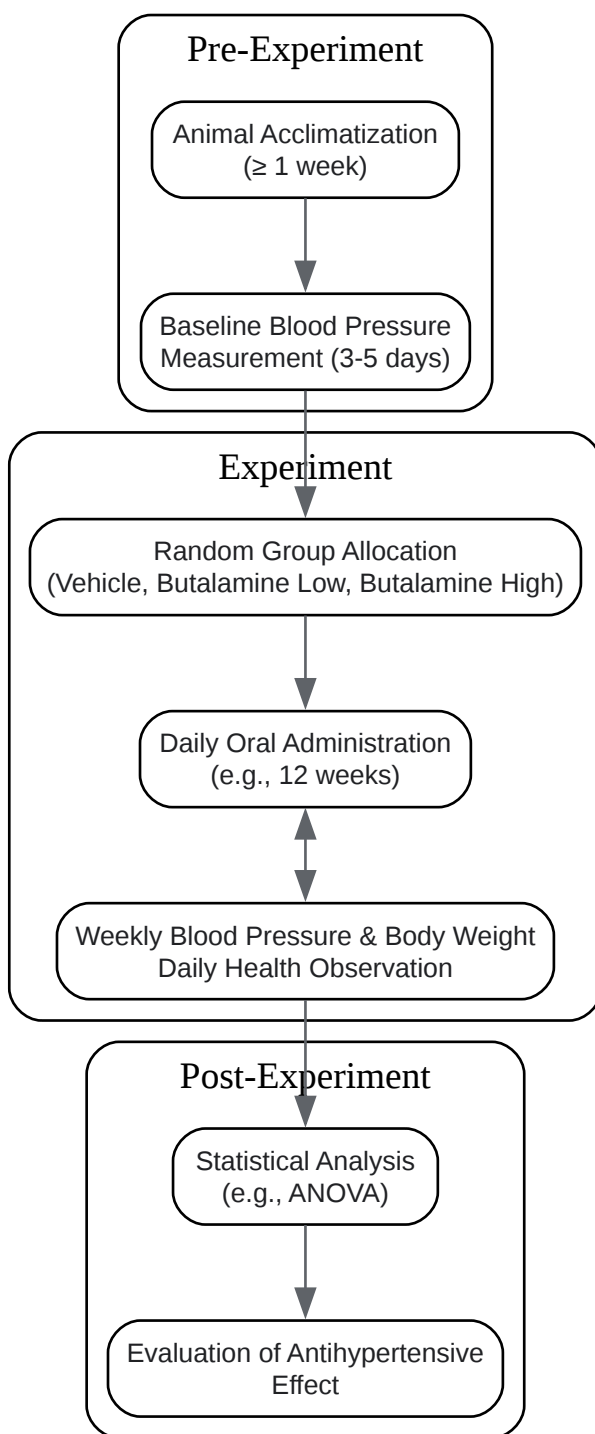 Pre-Experiment
Animal Acclimatization
(≥ 1 week)
Baseline Blood Pressure
Measurement (3-5 days)
Experiment
Random Group Allocation
(Vehicle, Butalamine Low, Butalamine High)
Daily Oral Administration
(e.g., 12 weeks)
Weekly Blood Pressure & Body Weight
Daily Health Observation
Post-Experiment
Statistical Analysis
(e.g., ANOVA)
Evaluation of Antihypertensive
Effect